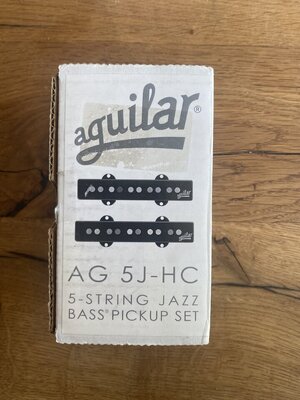 aguilar®
AG 5J-HC
5-STRING JAZZ
BASS® PICKUP SET